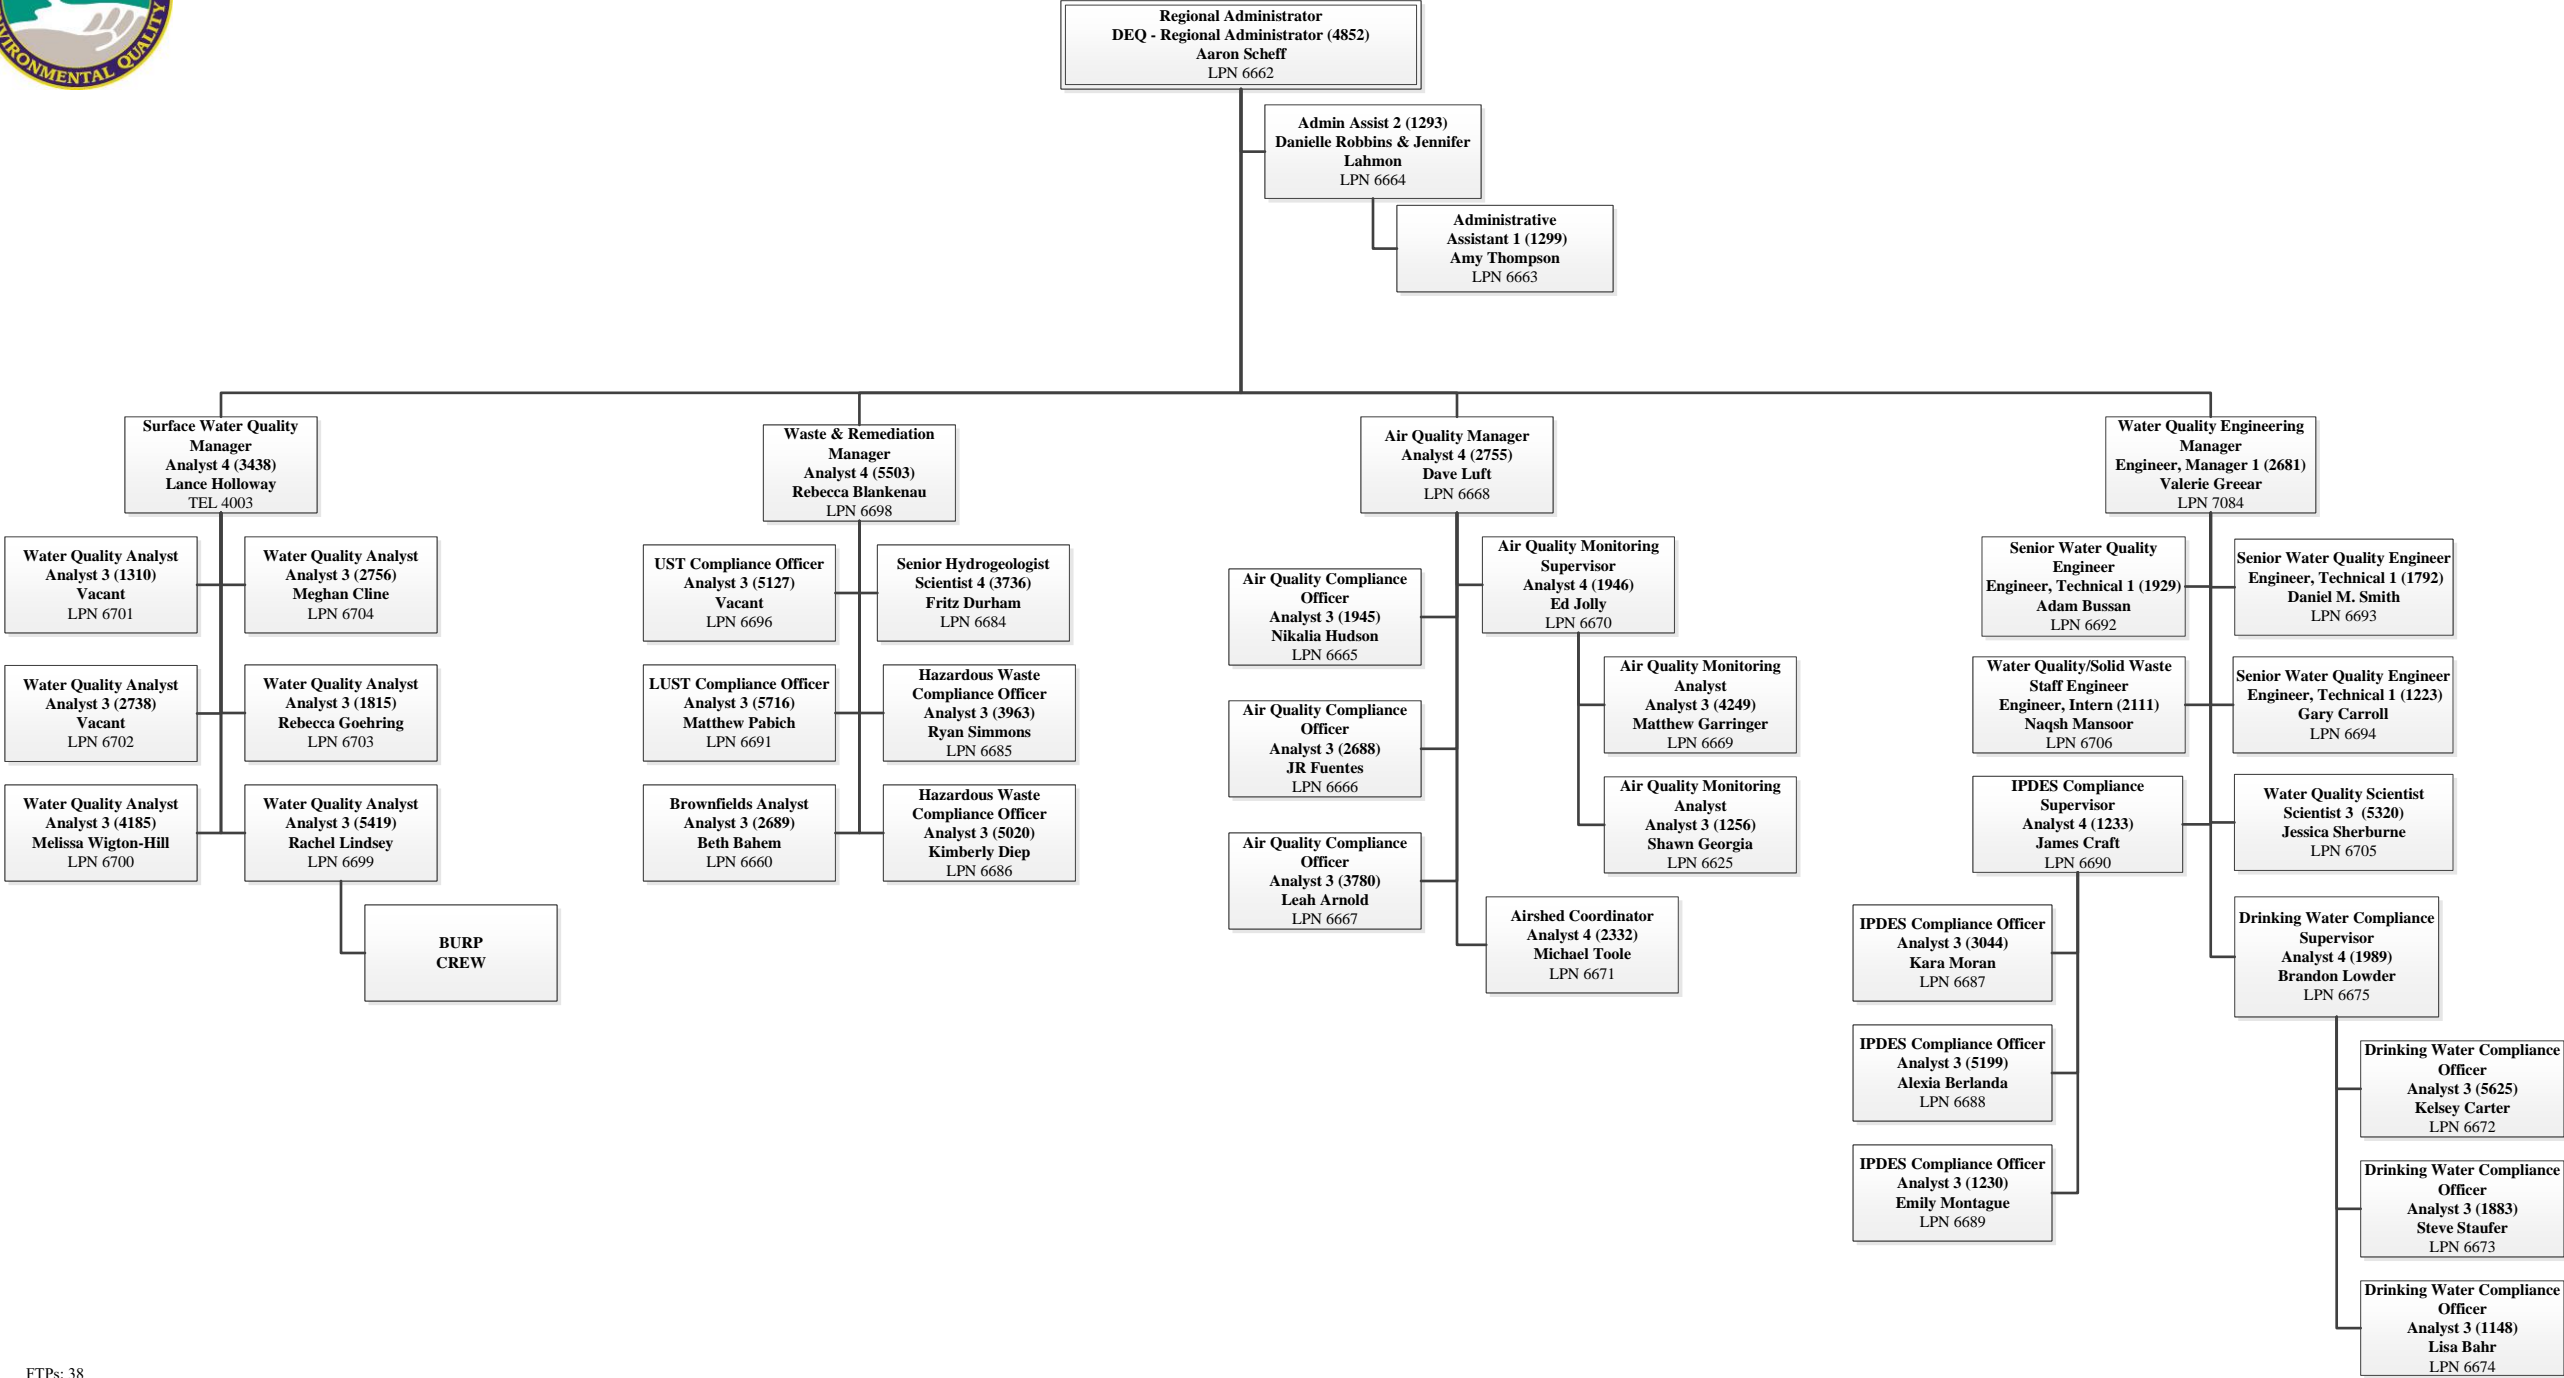 VIRONMENTAL QUALITY
Regional Administrator
DEQ - Regional Administrator (4852)
Aaron Scheff
LPN 6662
Admin Assist 2 (1293)
Danielle Robbins & Jennifer
Lahmon
LPN 6664
Administrative
Assistant 1 (1299)
Amy Thompson
LPN 6663
Surface Water Quality
Manager
Analyst 4 (3438)
Lance Holloway
TEL 4003
Water Quality Analyst
Analyst 3 (1310)
Vacant
LPN 6701
Water Quality Analyst
Analyst 3 (2756)
Meghan Cline
LPN 6704
Water Quality Analyst
Analyst 3 (2738)
Vacant
LPN 6702
Water Quality Analyst
Analyst 3 (1815)
Rebecca Goehring
LPN 6703
Water Quality Analyst
Analyst 3 (4185)
Melissa Wigton-Hill
LPN 6700
Water Quality Analyst
Analyst 3 (5419)
Rachel Lindsey
LPN 6699
BURP
CREW
Waste & Remediation
Manager
Analyst 4 (5503)
Rebecca Blankenau
LPN 6698
UST Compliance Officer
Analyst 3 (5127)
Vacant
LPN 6696
Senior Hydrogeologist
Scientist 4 (3736)
Fritz Durham
LPN 6684
LUST Compliance Officer
Analyst 3 (5716)
Matthew Pabich
LPN 6691
Hazardous Waste
Compliance Officer
Analyst 3 (3963)
Ryan Simmons
LPN 6685
Brownfields Analyst
Analyst 3 (2689)
Beth Bahem
LPN 6660
Hazardous Waste
Compliance Officer
Analyst 3 (5020)
Kimberly Diep
LPN 6686
Air Quality Manager
Analyst 4 (2755)
Dave Luft
LPN 6668
Air Quality Compliance
Officer
Analyst 3 (1945)
Nikalia Hudson
LPN 6665
Air Quality Compliance
Officer
Analyst 3 (2688)
JR Fuentes
LPN 6666
Air Quality Compliance
Officer
Analyst 3 (3780)
Leah Arnold
LPN 6667
Air Quality Monitoring
Supervisor
Analyst 4 (1946)
Ed Jolly
LPN 6670
Air Quality Monitoring
Analyst
Analyst 3 (4249)
Matthew Garringer
LPN 6669
Air Quality Monitoring
Analyst
Analyst 3 (1256)
Shawn Georgia
LPN 6625
Airshed Coordinator
Analyst 4 (2332)
Michael Toole
LPN 6671
Water Quality Engineering
Manager
Engineer, Manager 1 (2681)
Valerie Greear
LPN 7084
Senior Water Quality
Engineer
Engineer, Technical 1 (1929)
Adam Bussan
LPN 6692
Senior Water Quality Engineer
Engineer, Technical 1 (1792)
Daniel M. Smith
LPN 6693
Water Quality/Solid Waste
Staff Engineer
Engineer, Intern (2111)
Naqsh Mansoor
LPN 6706
Senior Water Quality Engineer
Engineer, Technical 1 (1223)
Gary Carroll
LPN 6694
IPDES Compliance
Supervisor
Analyst 4 (1233)
James Craft
LPN 6690
Water Quality Scientist
Scientist 3 (5320)
Jessica Sherburne
LPN 6705
IPDES Compliance Officer
Analyst 3 (3044)
Kara Moran
LPN 6687
IPDES Compliance Officer
Analyst 3 (5199)
Alexia Berlanda
LPN 6688
IPDES Compliance Officer
Analyst 3 (1230)
Emily Montague
LPN 6689
Drinking Water Compliance
Supervisor
Analyst 4 (1989)
Brandon Lowder
LPN 6675
Drinking Water Compliance
Officer
Analyst 3 (5625)
Kelsey Carter
LPN 6672
Drinking Water Compliance
Officer
Analyst 3 (1883)
Steve Staufer
LPN 6673
Drinking Water Compliance
Officer
Analyst 3 (1148)
Lisa Bahr
LPN 6674
FTPs: 38